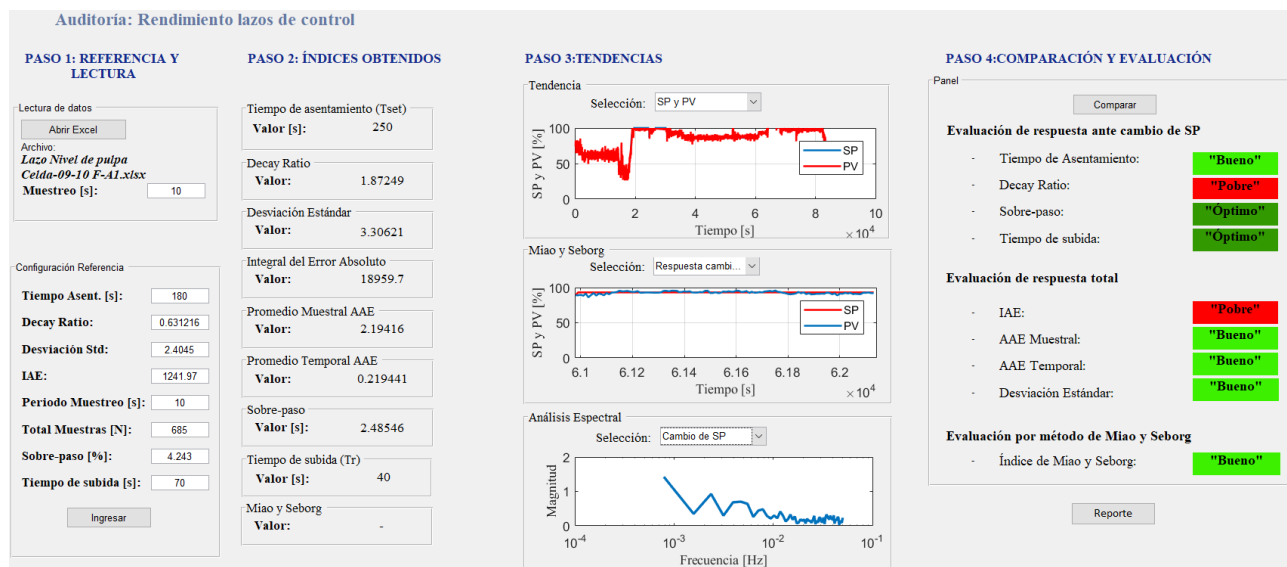 Auditoría: Rendimiento lazos de control
PASO 1: REFERENCIA Y
LECTURA
Lectura de datos
Abrir Excel
Archivo:
Lazo Nivel de pulpa
Celda-09-10 F-A1.xlsx
Muestreo [s]: 10
Configuración Referencia
Tiempo Asent. [s]: 180
Decay Ratio: 0.631216
Desviación Std: 2.4045
IAE: 1241.97
Periodo Muestreo [s]: 10
Total Muestras [N]: 685
Sobre-paso [%]: 4.243
Tiempo de subida [s]: 70
Ingresar
PASO 2: ÍNDICES OBTENIDOS
Tiempo de asentamiento (Tset)
Valor [s]: 250
Decay Ratio
Valor: 1.87249
Desviación Estándar
Valor: 3.30621
Integral del Error Absoluto
Valor: 18959.7
Promedio Muestral AAE
Valor: 2.19416
Promedio Temporal AAE
Valor: 0.219441
Sobre-paso
Valor [s]: 2.48546
Tiempo de subida (Tr)
Valor [s]: 40
Miao y Seborg
Valor: -
PASO 3:TENDENCIAS
Tendencia
Selección: SP y PV
SP y PV [%]
100
50
0
SP
PV
0 2 4 6 8 10
Tiempo [s]
× 10^4
Miao y Seborg
Selección: Respuesta cambi...
SP y PV [%]
100
50
0
SP
PV
6.1 6.12 6.14 6.16 6.18 6.2
Tiempo [s]
× 10^4
Análisis Espectral
Selección: Cambio de SP
Magnitud
2
1
0
10^-4 10^-3 10^-2 10^-1
Frecuencia [Hz]
PASO 4:COMPARACIÓN Y EVALUACIÓN
Panel
Comparar
Evaluación de respuesta ante cambio de SP
- Tiempo de Asentamiento: "Bueno"
- Decay Ratio: "Pobre"
- Sobre-paso: "Óptimo"
- Tiempo de subida: "Óptimo"
Evaluación de respuesta total
- IAE: "Pobre"
- AAE Muestral: "Bueno"
- AAE Temporal: "Bueno"
- Desviación Estándar: "Bueno"
Evaluación por método de Miao y Seborg
- Índice de Miao y Seborg: "Bueno"
Reporte